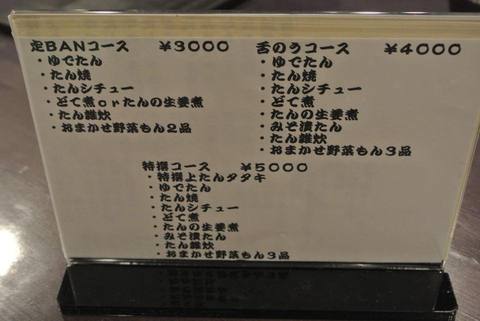 定BANコース ￥3000
・ゆでたん
・たん焼
・たんシチュー
・どて煮orたんの生姜煮
・たん雑炊
・おまかせ野菜もん2品
舌のうコース ￥4000
・ゆでたん
・たん焼
・たんシチュー
・どて煮
・たんの生姜煮
・みそ漬たん
・たん雑炊
・おまかせ野菜もん3品
特撰コース ￥5000
・特撰上たんタタキ
・ゆでたん
・たん焼
・たんシチュー
・どて煮
・たんの生姜煮
・みそ漬たん
・たん雑炊
・おまかせ野菜もん3品